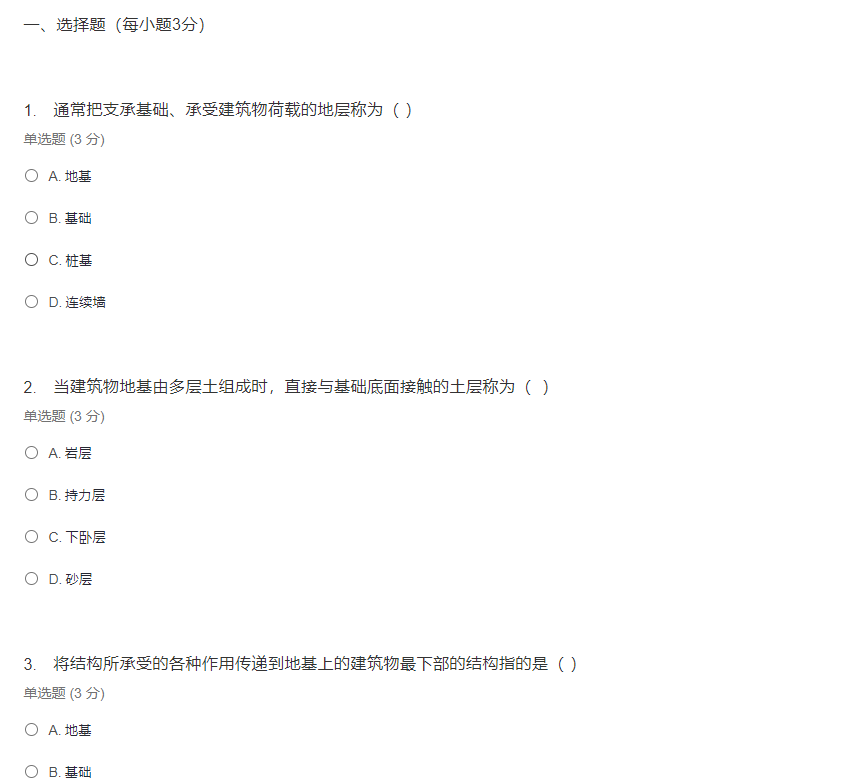 一、选择题（每小题3分）
1. 通常把支承基础、承受建筑物荷载的地层称为（ ）
单选题 (3 分)
A. 地基
B. 基础
C. 桩基
D. 连续墙
2. 当建筑物地基由多层土组成时，直接与基础底面接触的土层称为（ ）
单选题 (3 分)
A. 岩层
B. 持力层
C. 下卧层
D. 砂层
3. 将结构所承受的各种作用传递到地基上的建筑物最下部的结构指的是（ ）
单选题 (3 分)
A. 地基
B. 基础